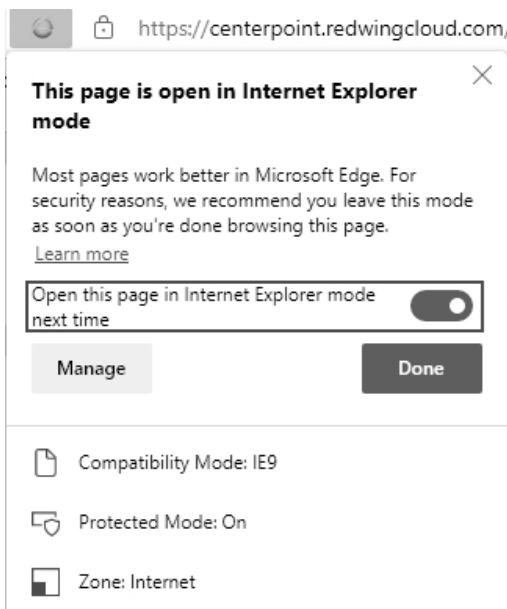 https://centerpoint.redwingcloud.com/
This page is open in Internet Explorer
mode
Most pages work better in Microsoft Edge. For
security reasons, we recommend you leave this mode
as soon as you're done browsing this page.
Learn more
Open this page in Internet Explorer mode
next time
Manage
Done
Compatibility Mode: IE9
Protected Mode: On
Zone: Internet